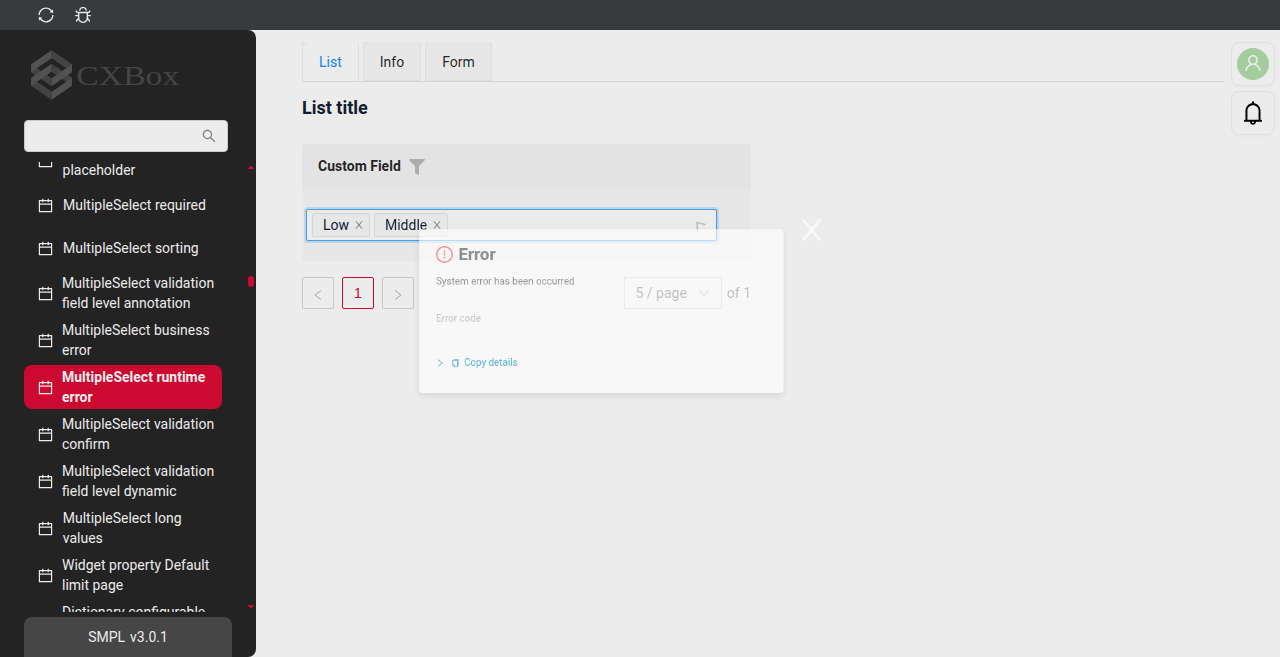 CXBox
placeholder
MultipleSelect required
MultipleSelect sorting
MultipleSelect validation
field level annotation
MultipleSelect business
error
MultipleSelect runtime
error
MultipleSelect validation
confirm
MultipleSelect validation
field level dynamic
MultipleSelect long
values
Widget property Default
limit page
Dictionary configurable
SMPL v3.0.1
List Info Form
List title
Custom Field
Low Middle
1
Error
System error has been occurred
5 / page of 1
Error code
Copy details